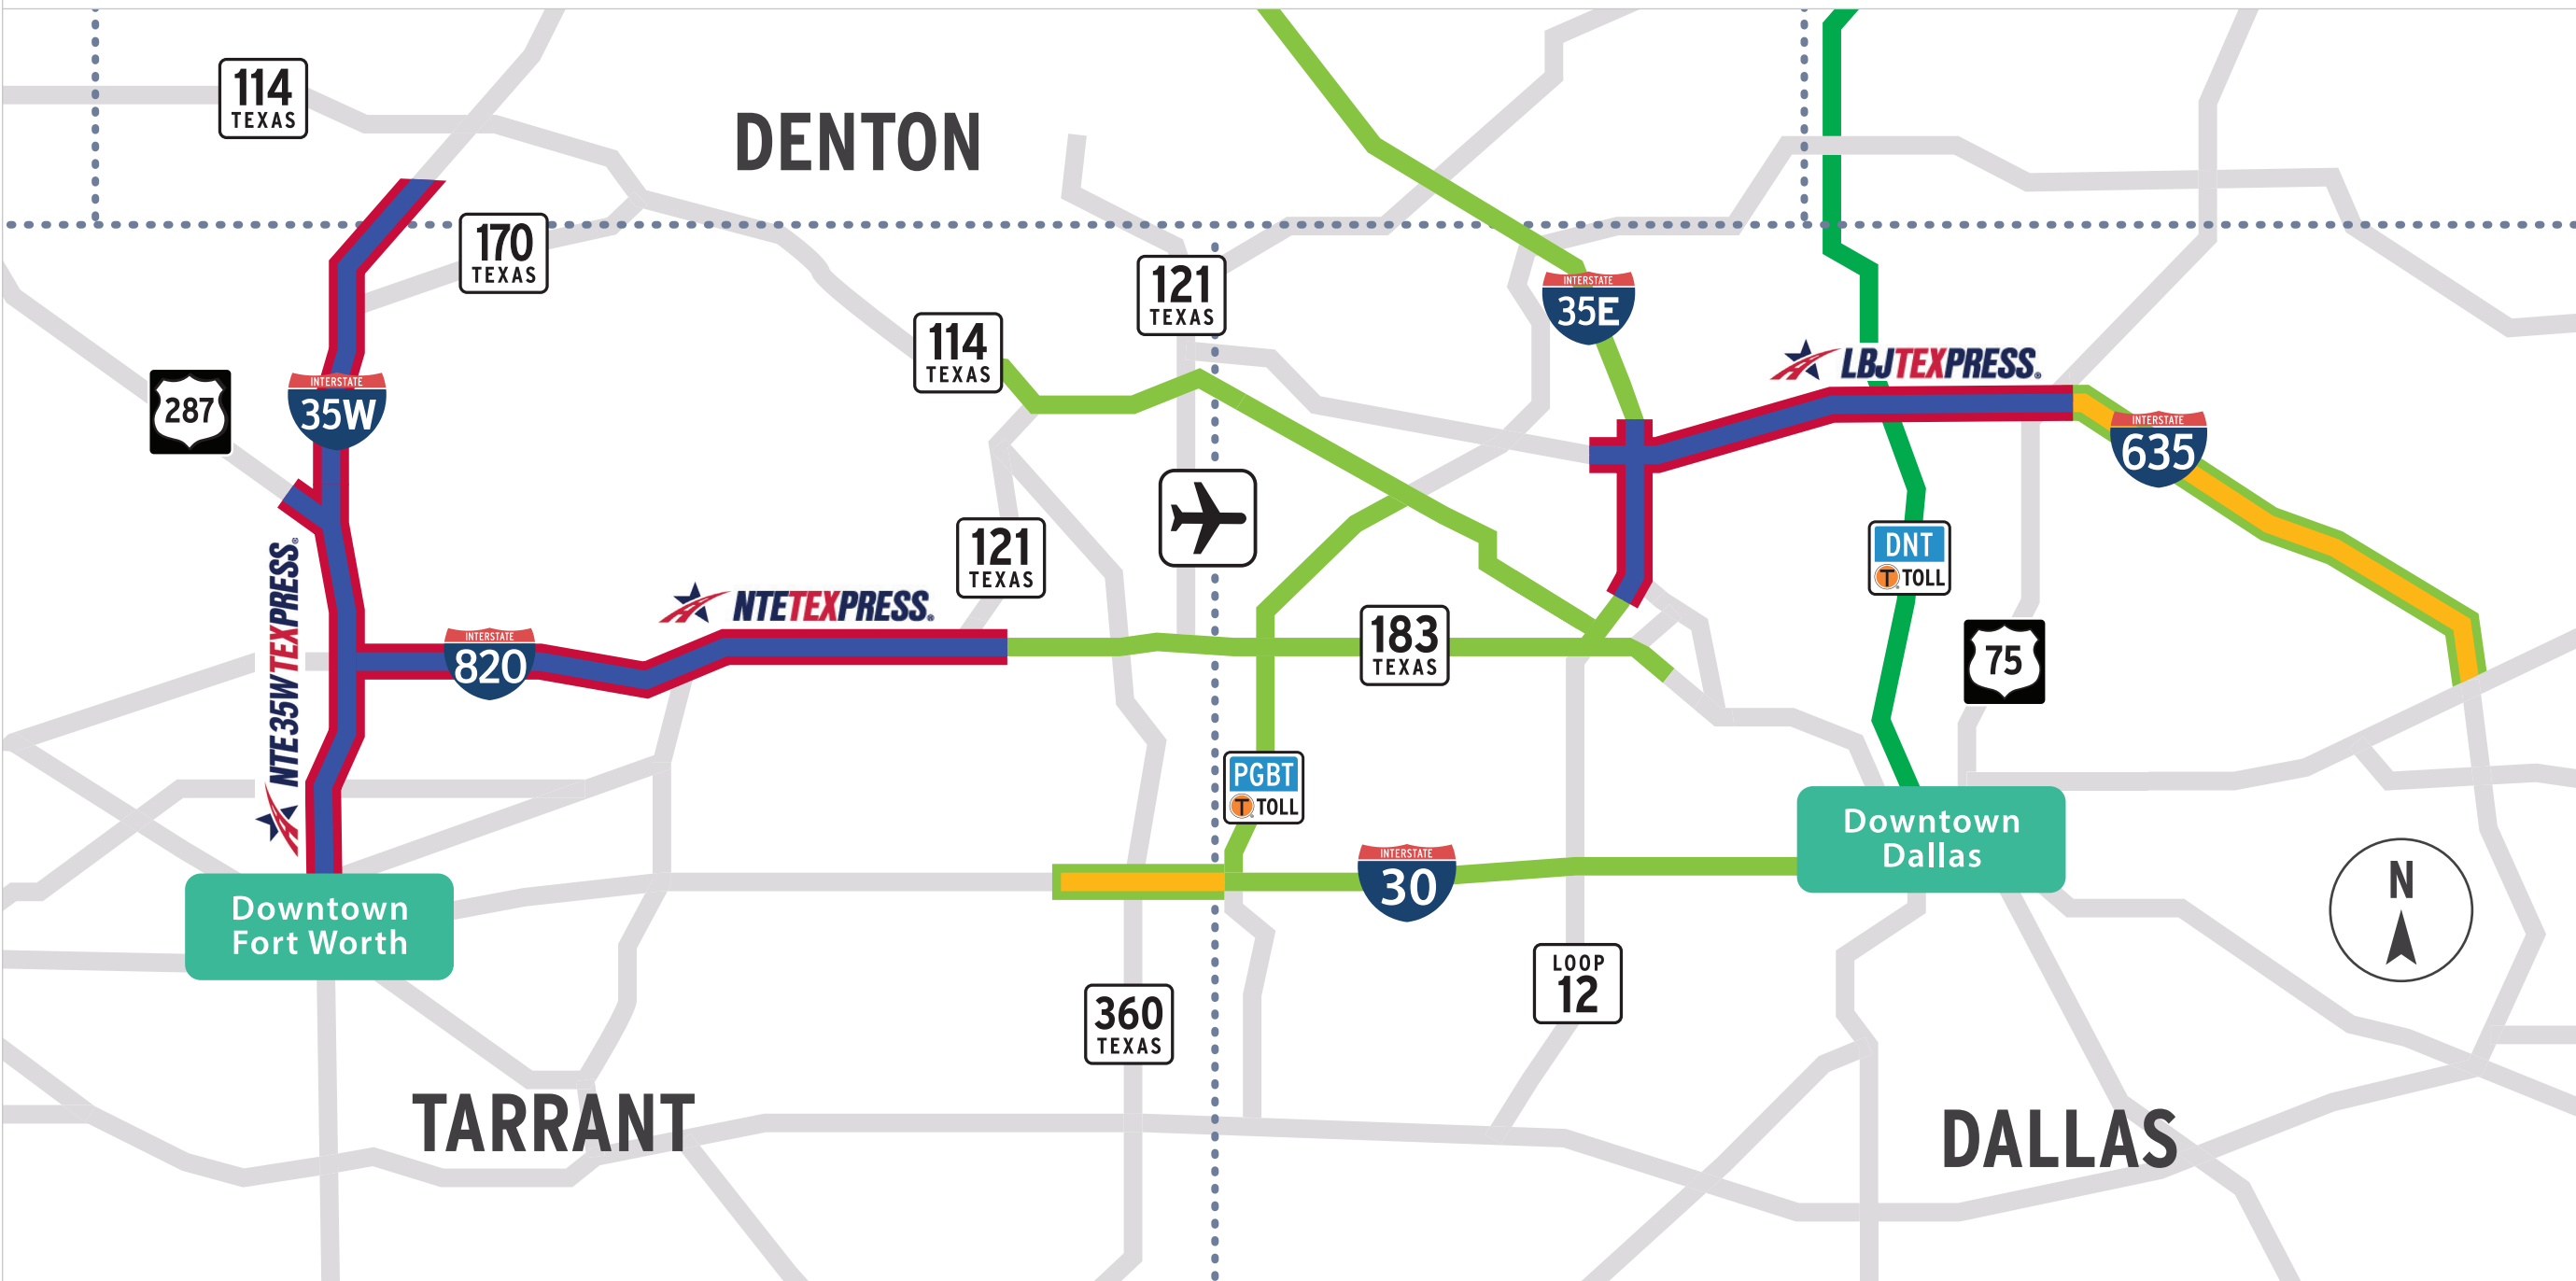 114
TEXAS
DENTON
170
TEXAS
121
TEXAS
INTERSTATE
35E
114
TEXAS
LBJTEXPRESS®
287
INTERSTATE
35W
INTERSTATE
635
121
TEXAS
DNT
T TOLL
NTE35WTEXPRESS®
NTETEXPRESS®
INTERSTATE
820
183
TEXAS
75
PGBT
T TOLL
Downtown
Dallas
INTERSTATE
30
N
Downtown
Fort Worth
LOOP
12
360
TEXAS
TARRANT
DALLAS